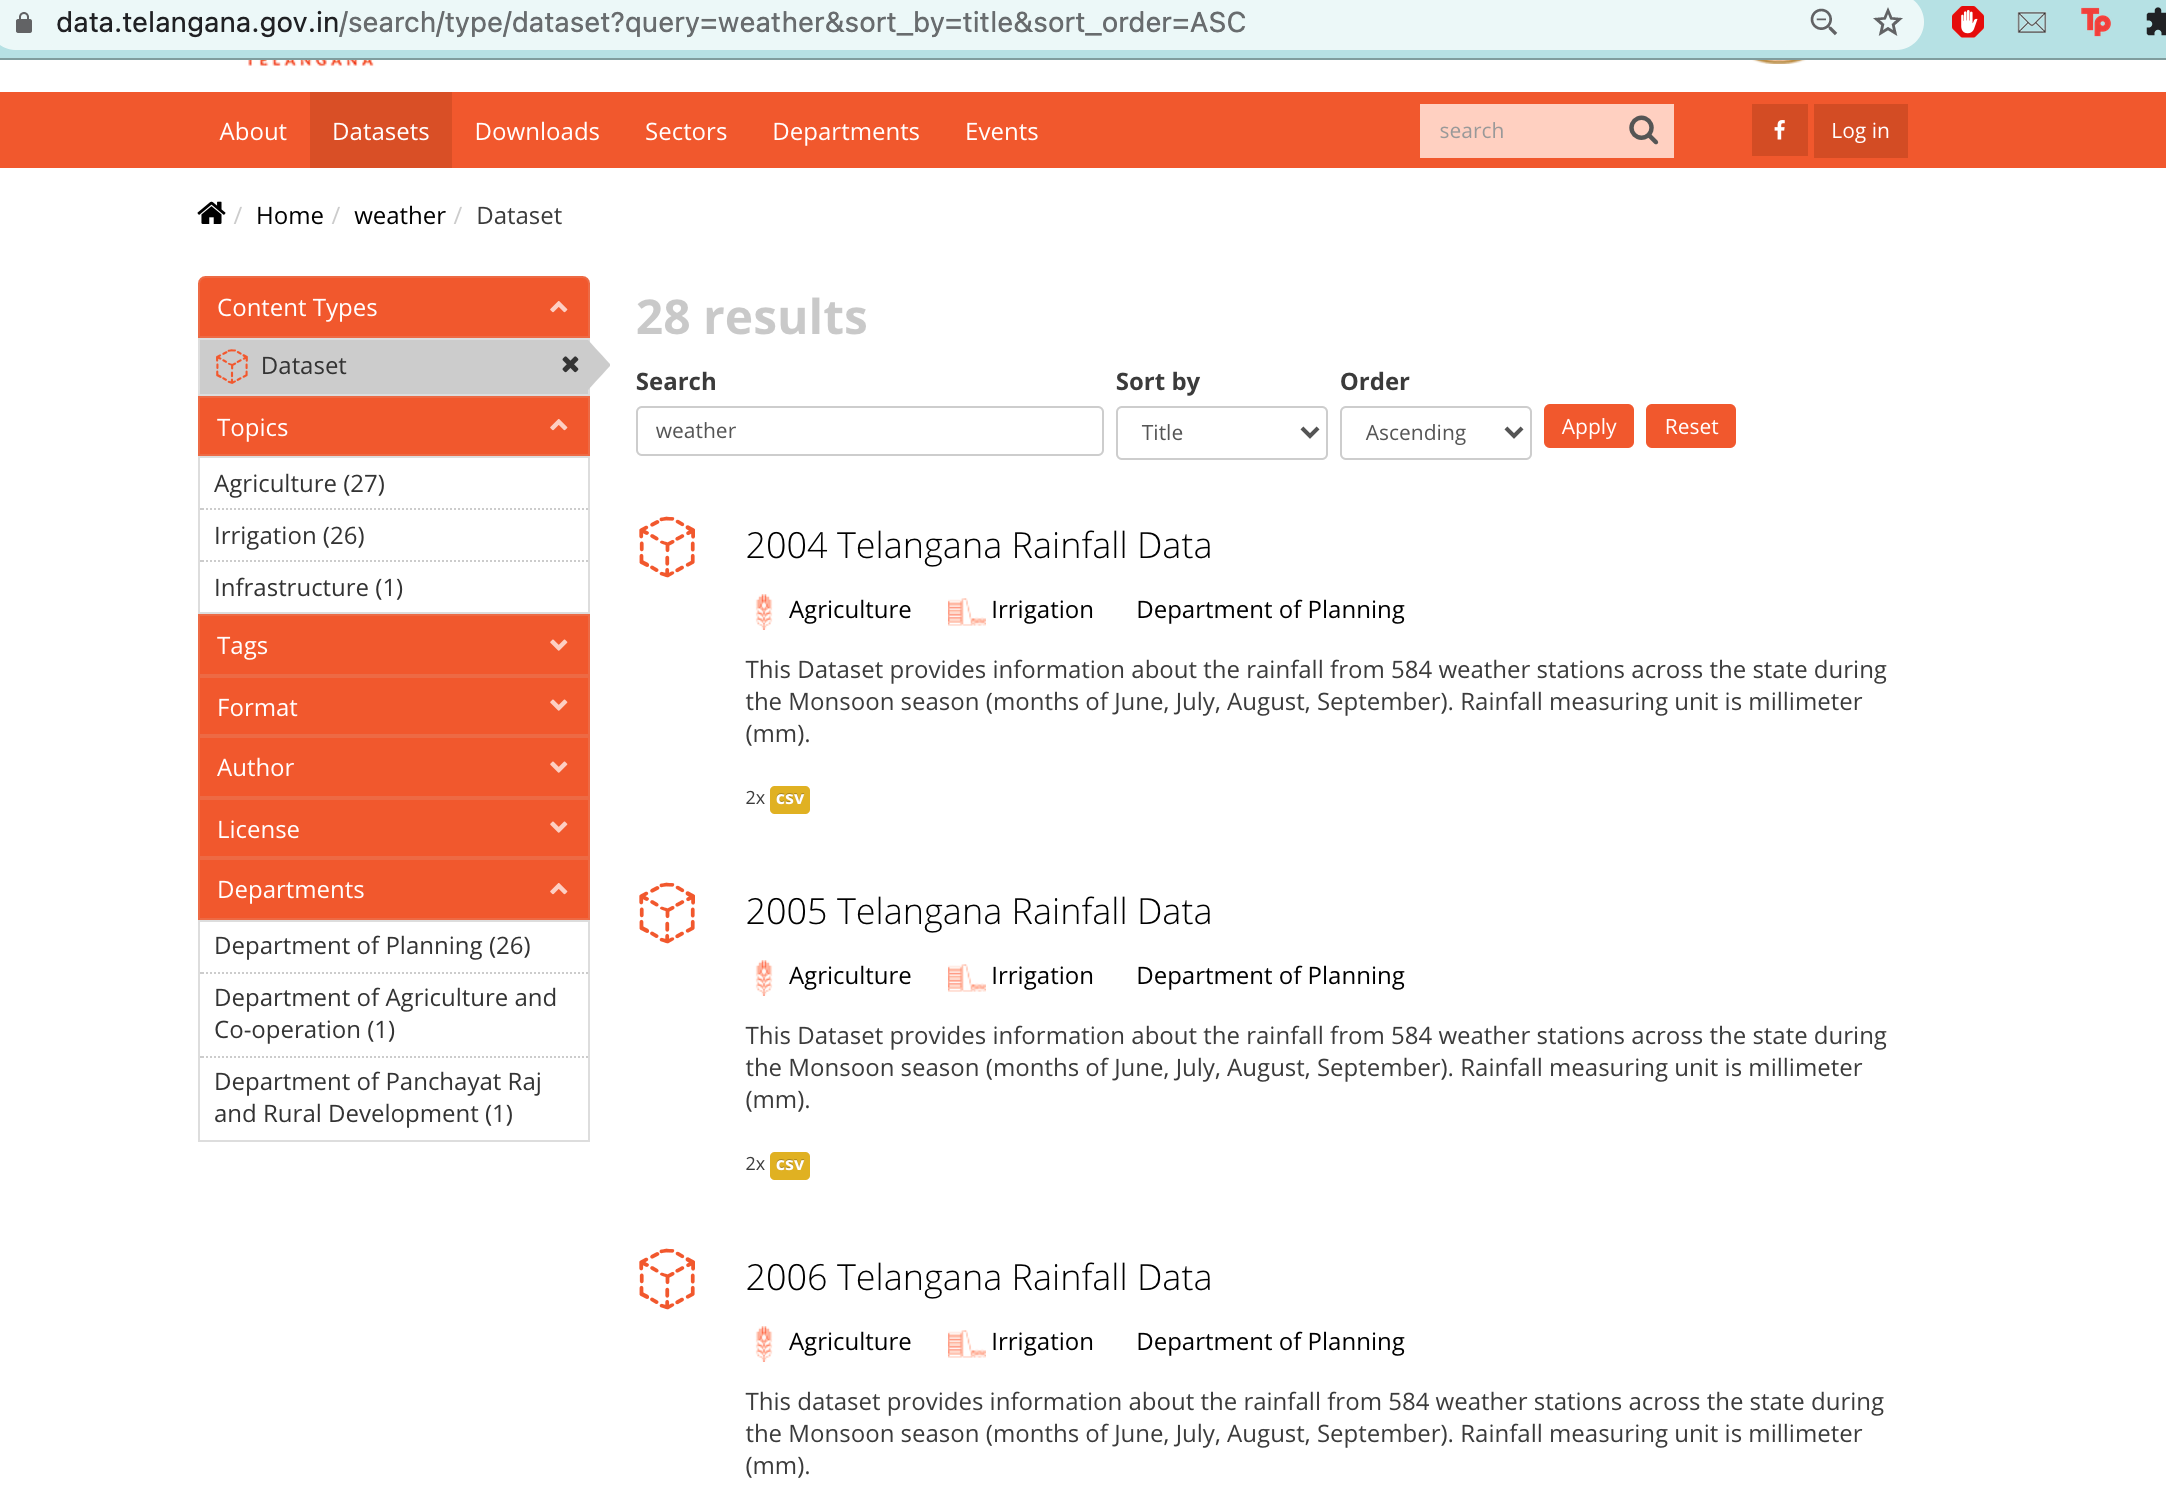 data.telangana.gov.in/search/type/dataset?query=weather&sort_by=title&sort_order=ASC
Tp
TELANGANA
About Datasets Downloads Sectors Departments Events search f Log in
/ Home / weather / Dataset
Content Types
Dataset
Topics
Agriculture (27)
Irrigation (26)
Infrastructure (1)
Tags
Format
Author
License
Departments
Department of Planning (26)
Department of Agriculture and
Co-operation (1)
Department of Panchayat Raj
and Rural Development (1)
28 results
Search Sort by Order
weather Title Ascending Apply Reset
2004 Telangana Rainfall Data
Agriculture Irrigation Department of Planning
This Dataset provides information about the rainfall from 584 weather stations across the state during
the Monsoon season (months of June, July, August, September). Rainfall measuring unit is millimeter
(mm).
2x csv
2005 Telangana Rainfall Data
Agriculture Irrigation Department of Planning
This Dataset provides information about the rainfall from 584 weather stations across the state during
the Monsoon season (months of June, July, August, September). Rainfall measuring unit is millimeter
(mm).
2x csv
2006 Telangana Rainfall Data
Agriculture Irrigation Department of Planning
This dataset provides information about the rainfall from 584 weather stations across the state during
the Monsoon season (months of June, July, August, September). Rainfall measuring unit is millimeter
(mm).